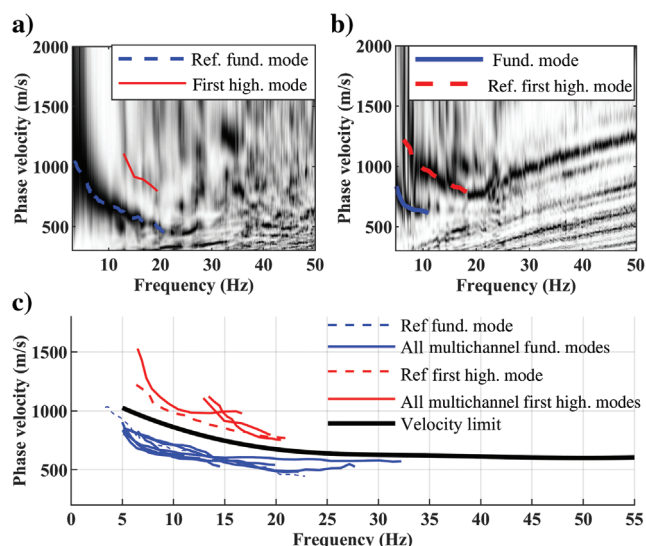 a)
2000
1500
1000
500
Phase velocity (m/s)
Ref. fund. mode
First high. mode
10 20 30 40 50
Frequency (Hz)
b)
2000
1500
1000
500
Phase velocity (m/s)
Fund. mode
Ref. first high. mode
10 20 30 40 50
Frequency (Hz)
c)
1500
1000
500
Phase velocity (m/s)
Ref fund. mode
All multichannel fund. modes
Ref first high. mode
All multichannel first high. modes
Velocity limit
0 5 10 15 20 25 30 35 40 45 50 55
Frequency (Hz)